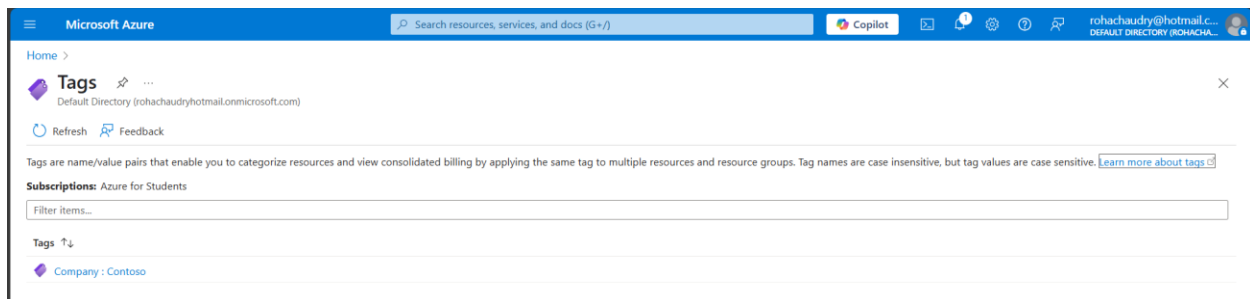 Microsoft Azure
Search resources, services, and docs (G+/)
Copilot
1
rohachaudry@hotmail.c...
DEFAULT DIRECTORY (ROHACHA...
Home >
Tags
...
Default Directory (rohachaudryhotmail.onmicrosoft.com)
Refresh Feedback
Tags are name/value pairs that enable you to categorize resources and view consolidated billing by applying the same tag to multiple resources and resource groups. Tag names are case insensitive, but tag values are case sensitive. Learn more about tags
Subscriptions: Azure for Students
Filter items...
Tags ↑↓
Company : Contoso